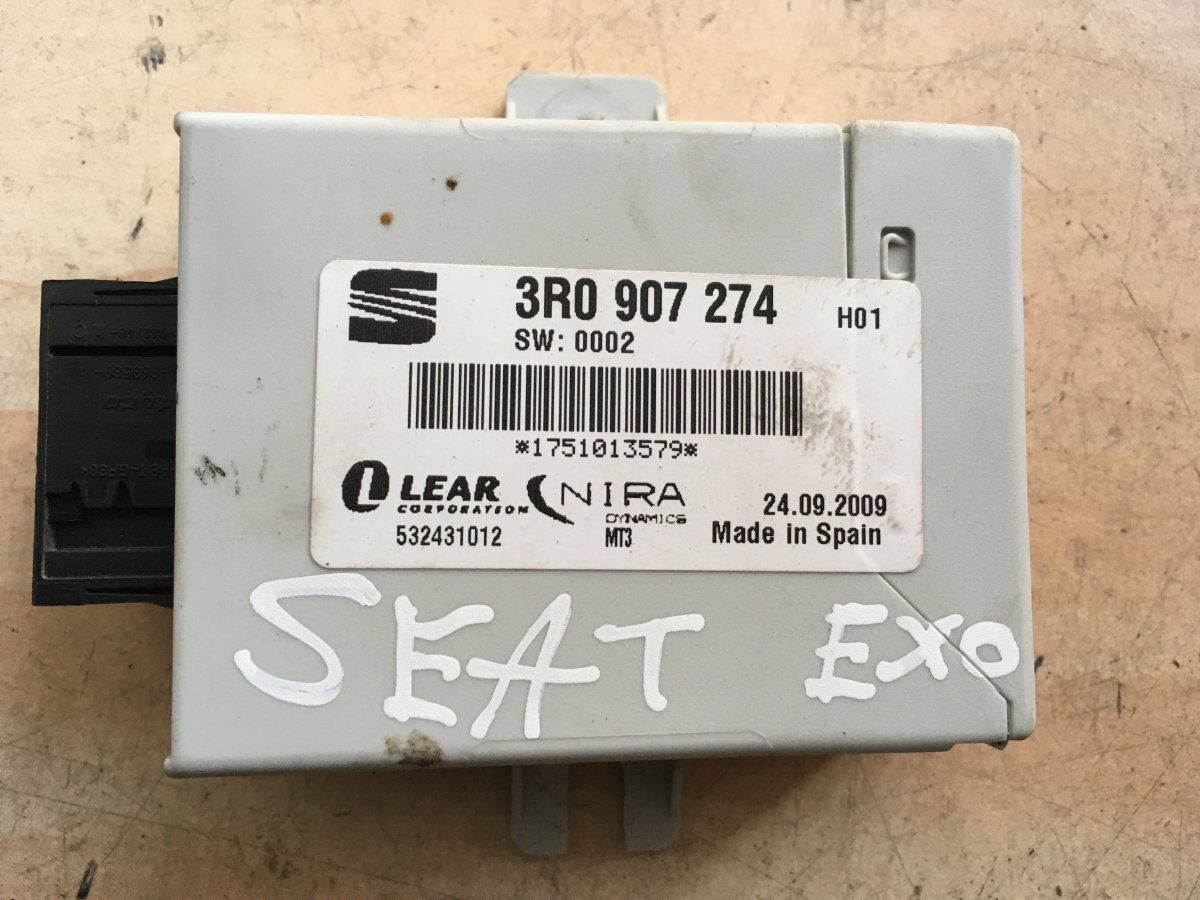 3R0 907 274 H01
SW: 0002
*1751013579*
LEAR NIRA
CORPORATION DYNAMICS
24.09.2009
532431012 MT3 Made in Spain
SEAT EXO